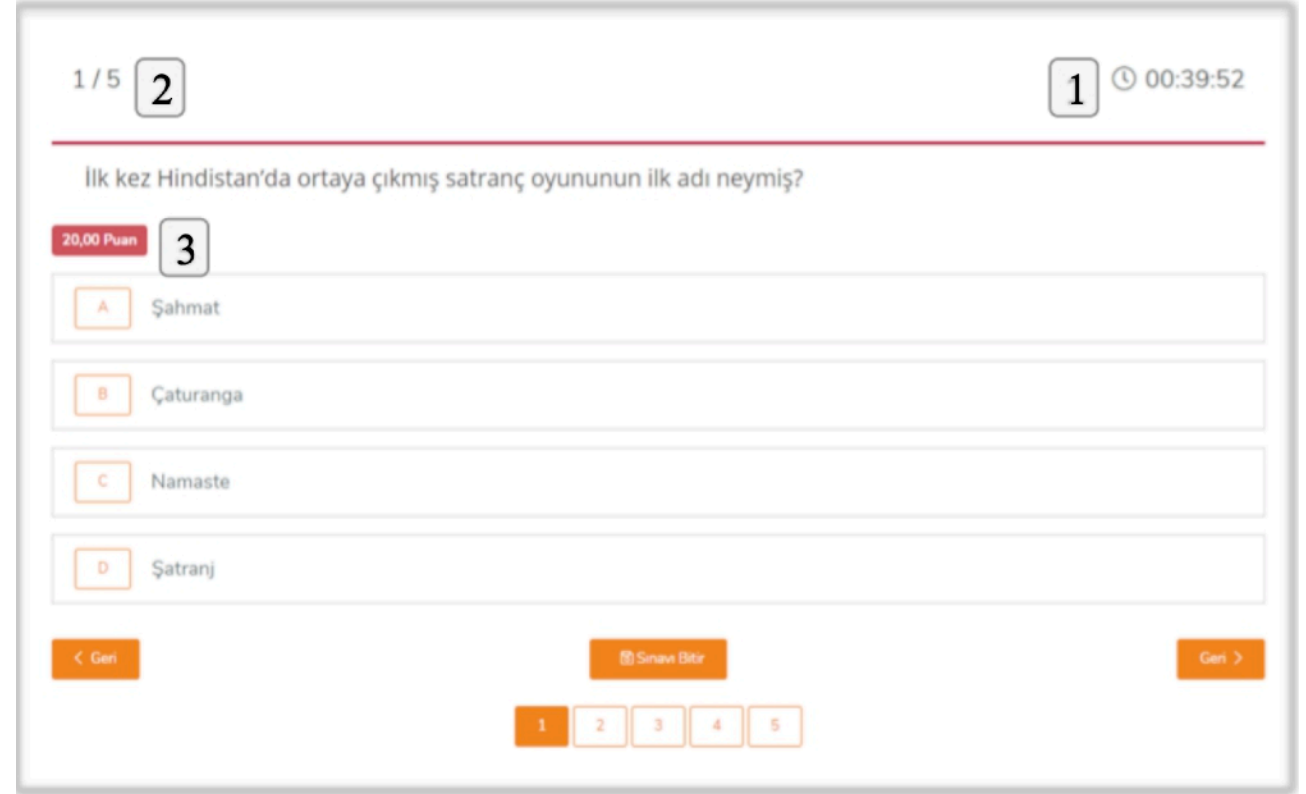 1 / 5 2 1 00:39:52
İlk kez Hindistan'da ortaya çıkmış satranç oyununun ilk adı neymiş?
20,00 Puan 3
A Şahmat
B Çaturanga
C Namaste
D Şatranj
< Geri Sınavı Bitir Geri >
1 2 3 4 5